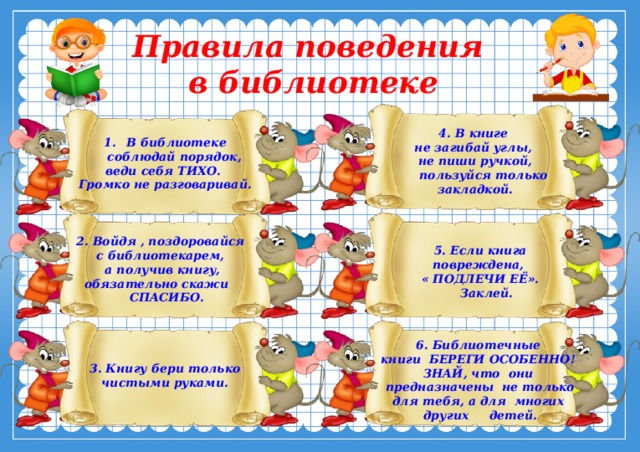 Правила поведения
в библиотеке
1. В библиотеке
соблюдай порядок,
веди себя ТИХО.
Громко не разговаривай.
2. Войдя , поздоровайся
с библиотекарем,
а получив книгу,
обязательно скажи
СПАСИБО.
3. Книгу бери только
чистыми руками.
4. В книге
не загибай углы,
не пиши ручкой,
пользуйся только
закладкой.
5. Если книга
повреждена,
« ПОДЛЕЧИ ЕЁ».
Заклей.
6. Библиотечные
книги БЕРЕГИ ОСОБЕННО!
ЗНАЙ, что они
предназначены не только
для тебя, а для многих
других детей.